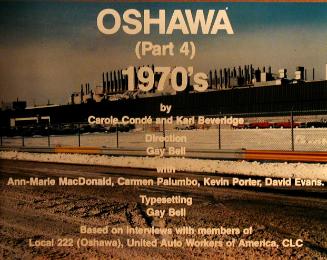 OSHAWA
(Part 4)
1970's
by
Carole Condé and Karl Beveridge
Direction
Gay Bell
with
Ann-Marie MacDonald, Carmen Palumbo, Kevin Porter, David Evans.
Typesetting
Gay Bell
Based on interviews with members of
Local 222 (Oshawa), United Auto Workers of America, CLC